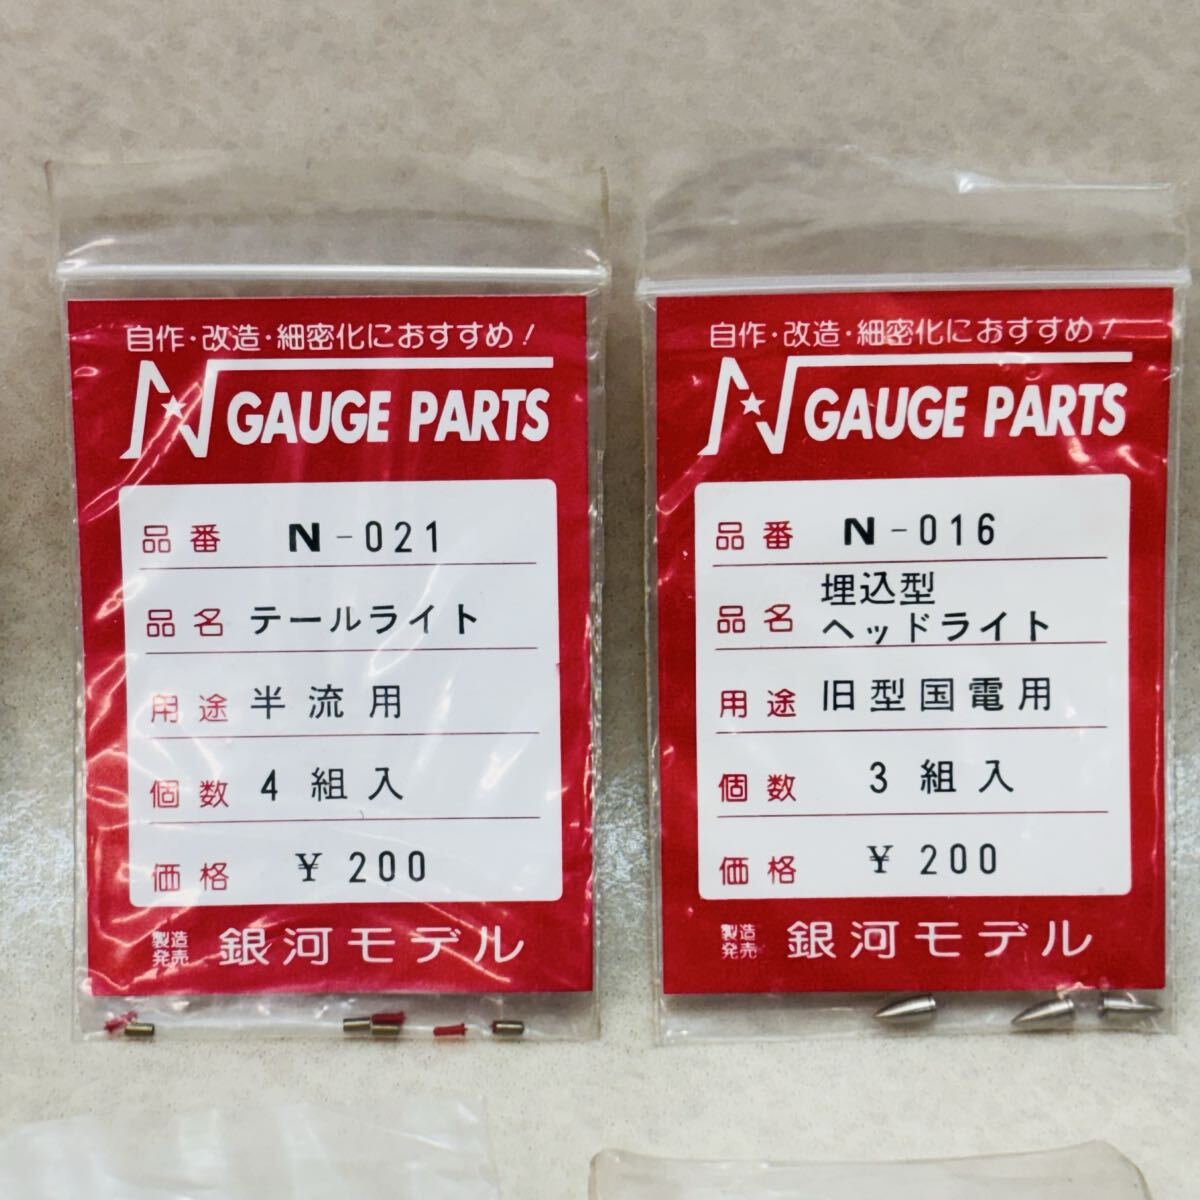 自作・改造・細密化におすすめ!
N GAUGE PARTS
品番 N-021
品名 テールライト
用途 半流用
個数 4組入
価格 ¥200
製造
発売 銀河モデル
自作・改造・細密化におすすめ!
N GAUGE PARTS
品番 N-016
品名 埋込型
ヘッドライト
用途 旧型国電用
個数 3組入
価格 ¥200
製造
発売 銀河モデル